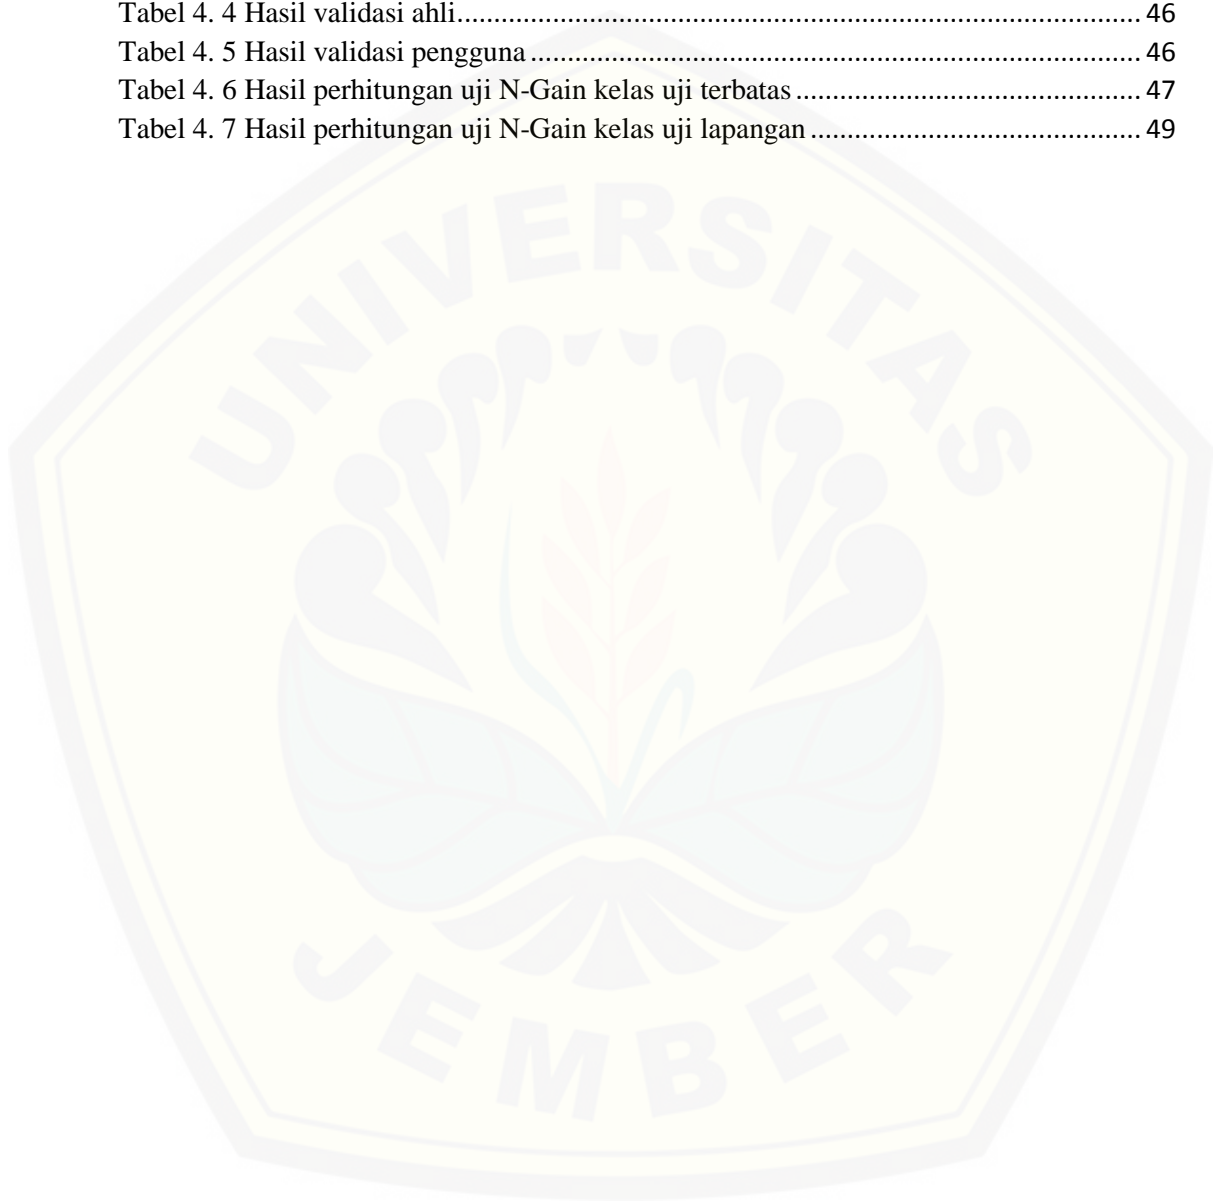 Tabel 4. 4 Hasil validasi ahli.......................................................................................... 46
Tabel 4. 5 Hasil validasi pengguna ................................................................................. 46
Tabel 4. 6 Hasil perhitungan uji N-Gain kelas uji terbatas .............................................. 47
Tabel 4. 7 Hasil perhitungan uji N-Gain kelas uji lapangan ............................................ 49
UNIVERSITAS
JEMBER